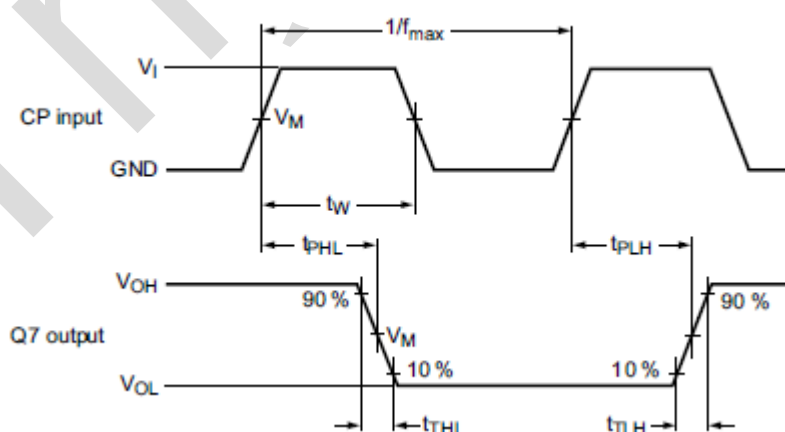 1/fmax
VI
CP input
VM
GND
tW
tPHL
tPLH
VOH
90 %
90 %
Q7 output
VM
10 %
10 %
VOL
tTHL
tTLH